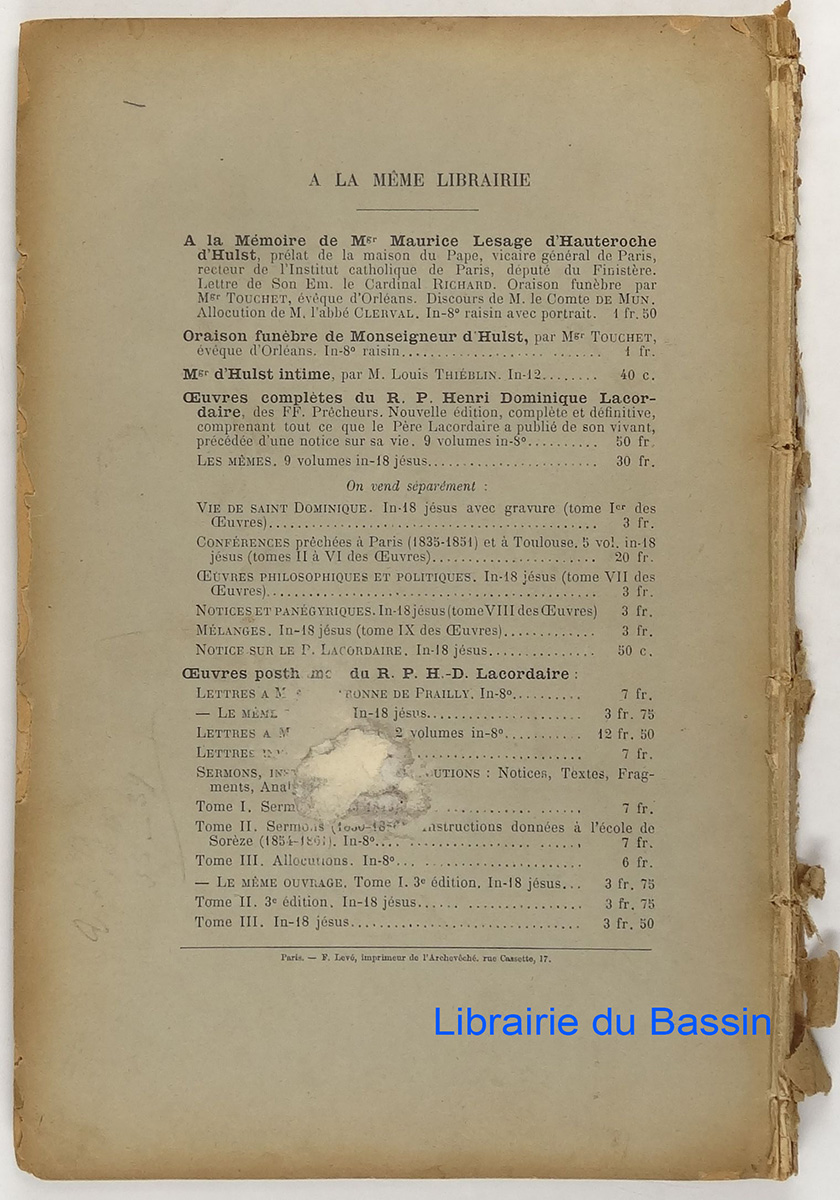 A LA MÊME LIBRAIRIE
A la Mémoire de Mgr Maurice Lesage d'Hauteroche
d'Hulst, prélat de la maison du Pape, vicaire général de Paris,
recteur de l'Institut catholique de Paris, député du Finistère.
Lettre de Son Em. le Cardinal RICHARD. Oraison funèbre par
Mgr TOUCHET, évêque d'Orléans. Discours de M. le Comte DE MUN.
Allocution de M. l'abbé CLERVAL. In-8o raisin avec portrait. 1 fr. 50
Oraison funèbre de Monseigneur d'Hulst, par Mgr TOUCHET,
évêque d'Orléans. In-8o raisin........................ 1 fr.
Mgr d'Hulst intime, par M. Louis THIÉBLIN. In-12........ 40 c.
Œuvres complètes du R. P. Henri Dominique Lacor-
daire, des FF. Prêcheurs. Nouvelle édition, complète et définitive,
comprenant tout ce que le Père Lacordaire a publié de son vivant,
précédée d'une notice sur sa vie. 9 volumes in-8o.......... 50 fr.
LES MÊMES. 9 volumes in-18 jésus........................ 30 fr.
On vend séparément :
VIE DE SAINT DOMINIQUE. In-18 jésus avec gravure (tome Ier des
Œuvres).............................................. 3 fr.
CONFÉRENCES prêchées à Paris (1835-1851) et à Toulouse. 5 vol. in-18
jésus (tomes II à VI des Œuvres)....................... 20 fr.
ŒUVRES PHILOSOPHIQUES ET POLITIQUES. In-18 jésus (tome VII des
Œuvres).............................................. 3 fr.
NOTICES ET PANÉGYRIQUES. In-18 jésus (tome VIII des Œuvres) 3 fr.
MÉLANGES. In-18 jésus (tome IX des Œuvres)............. 3 fr.
NOTICE SUR LE P. LACORDAIRE. In-18 jésus............... 50 c.
Œuvres du R. P. H.-D. Lacordaire :
LETTRES A DE PRAILLY. In-8o.......... 7 fr.
— LE MÊME In-18 jésus...................... 3 fr. 75
LETTRES A 2 volumes in-8o........... 12 fr. 50
LETTRES ........................ 7 fr.
SERMONS, : Notices, Textes, Frag-
ments,
Tome I. ..................... 7 fr.
Tome II. Sermons instructions données à l'école de
Sorèze (1854-1861). In-8o.............................. 7 fr.
Tome III. Allocutions. In-8o........................... 6 fr.
— LE MÊME OUVRAGE. Tome I. 3e édition. In-18 jésus... 3 fr. 75
Tome II. 3e édition. In-18 jésus....................... 3 fr. 75
Tome III. In-18 jésus................................. 3 fr. 50
Paris. — F. Levé, imprimeur de l'Archevêché, rue Cassette, 17.
Librairie du Bassin